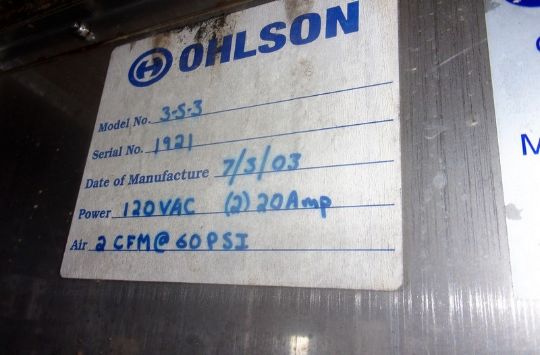 OHLSON
Model No. 3-S-3
Serial No. 1921
Date of Manufacture 7/3/03
Power 120VAC (2) 20Amp
Air 2 CFM@ 60PSI
M